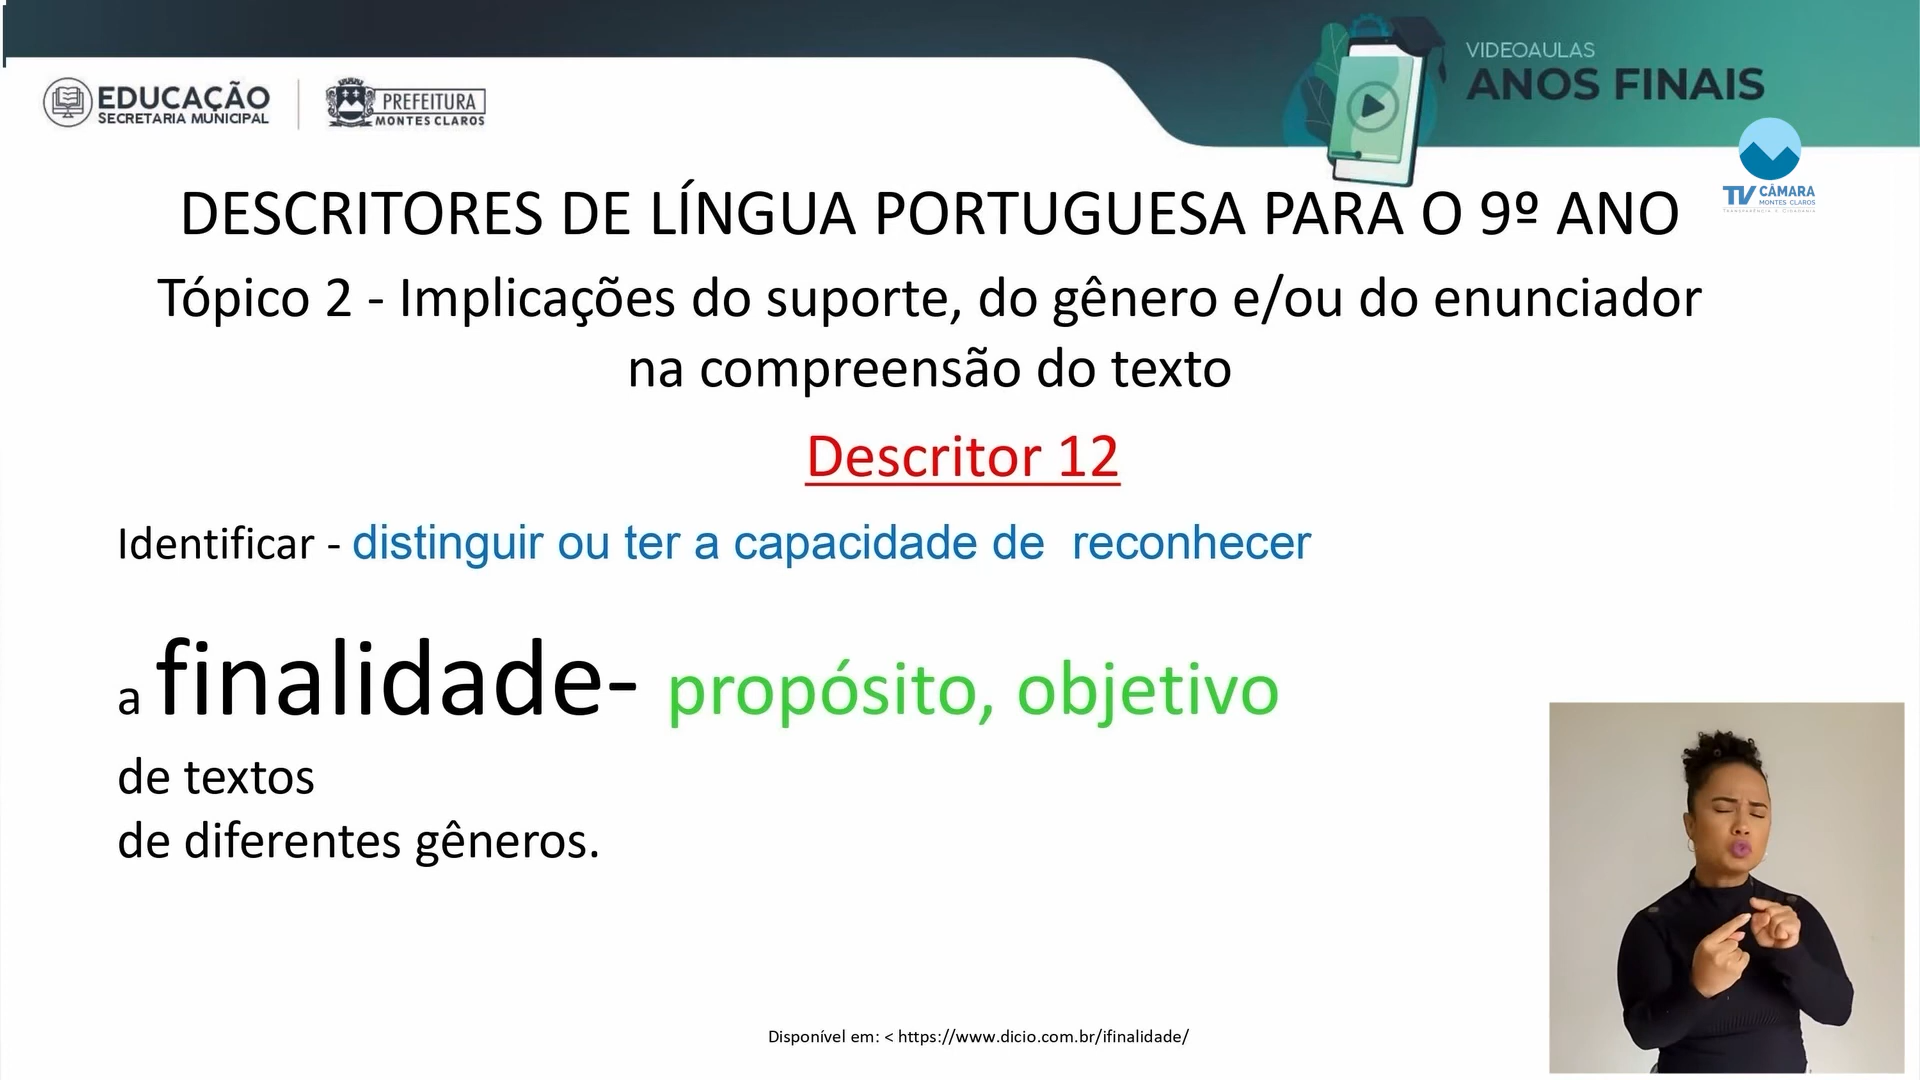 VIDEOAULAS
ANOS FINAIS
EDUCAÇÃO
SECRETARIA MUNICIPAL
PREFEITURA
MONTES CLAROS
TV CÂMARA
MONTES CLAROS
TRANSPARÊNCIA E CIDADANIA
DESCRITORES DE LÍNGUA PORTUGUESA PARA O 9º ANO
Tópico 2 - Implicações do suporte, do gênero e/ou do enunciador
na compreensão do texto
Descritor 12
Identificar - distinguir ou ter a capacidade de reconhecer
a finalidade- propósito, objetivo
de textos
de diferentes gêneros.
Disponível em: < https://www.dicio.com.br/ifinalidade/